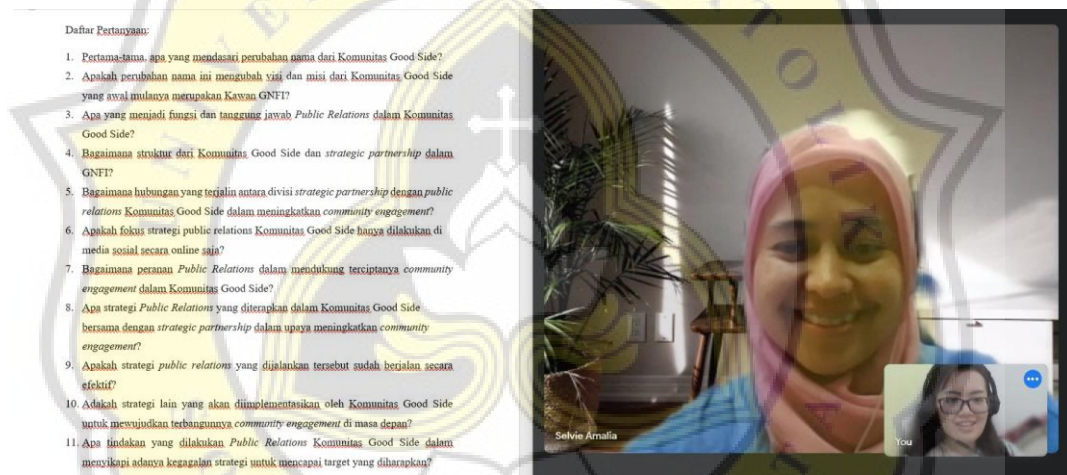 Daftar Pertanyaan:
1. Pertama-tama, apa yang mendasari perubahan nama dari Komunitas Good Side?
2. Apakah perubahan nama ini mengubah visi dan misi dari Komunitas Good Side
yang awal mulanya merupakan Kawan GNFI?
3. Apa yang menjadi fungsi dan tanggung jawab Public Relations dalam Komunitas
Good Side?
4. Bagaimana struktur dari Komunitas Good Side dan strategic partnership dalam
GNFI?
5. Bagaimana hubungan yang terjalin antara divisi strategic partnership dengan public
relations Komunitas Good Side dalam meningkatkan community engagement?
6. Apakah fokus strategi public relations Komunitas Good Side hanya dilakukan di
media sosial secara online saja?
7. Bagaimana peranan Public Relations dalam mendukung terciptanya community
engagement dalam Komunitas Good Side?
8. Apa strategi Public Relations yang diterapkan dalam Komunitas Good Side
bersama dengan strategic partnership dalam upaya meningkatkan community
engagement?
9. Apakah strategi public relations yang dijalankan tersebut sudah berjalan secara
efektif?
10. Adakah strategi lain yang akan diimplementasikan oleh Komunitas Good Side
untuk mewujudkan terbangunnya community engagement di masa depan?
11. Apa tindakan yang dilakukan Public Relations Komunitas Good Side dalam
menyikapi adanya kegagalan strategi untuk mencapai target yang diharapkan?
Selvie Amalia
You